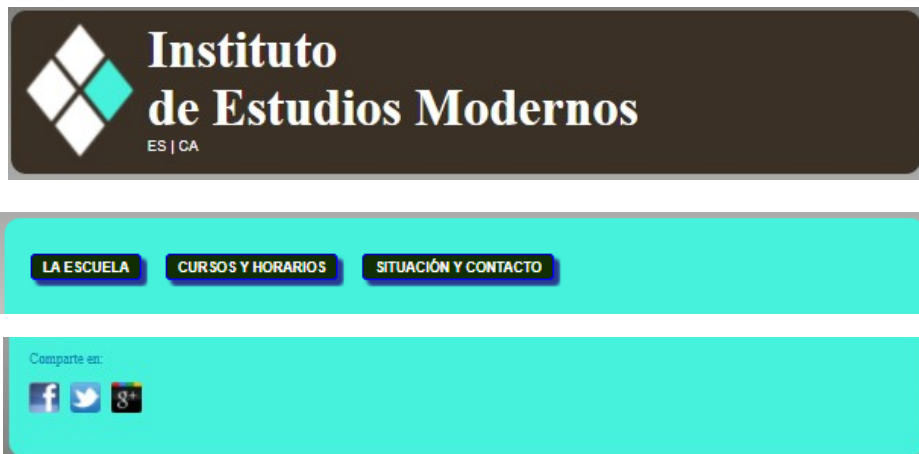 Instituto
de Estudios Modernos
ES | CA
LA ESCUELA CURSOS Y HORARIOS SITUACIÓN Y CONTACTO
Comparte en:
f g+